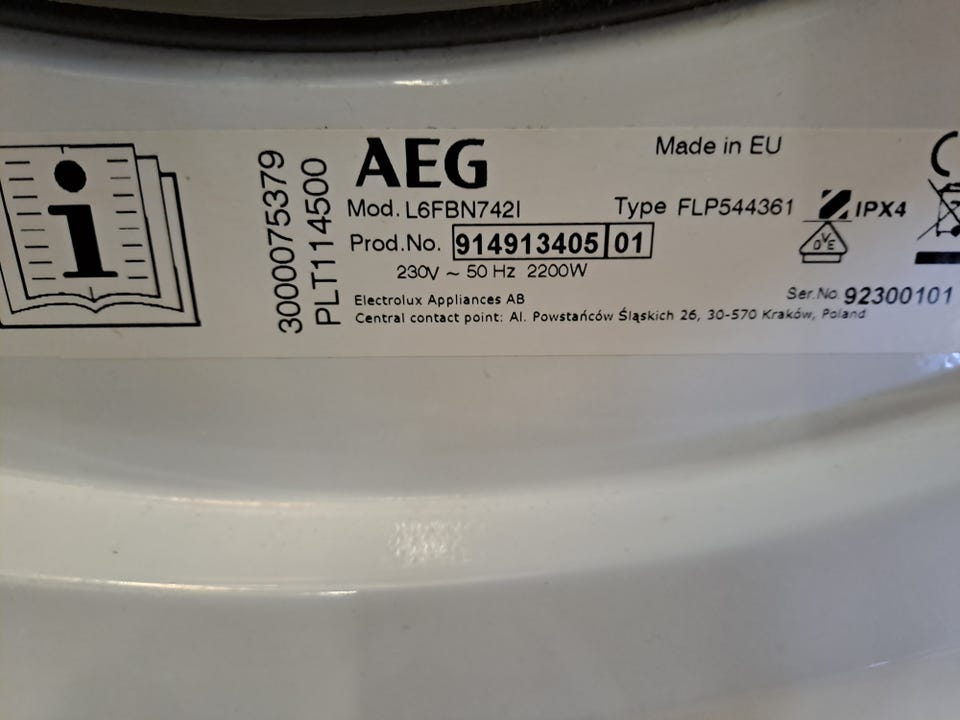 i
3000075379
PLT114500
AEG
Made in EU
Mod. L6FBN742I
Type FLP544361
IPX4
OVE
Prod.No. 914913405 01
230V ~ 50 Hz 2200W
Electrolux Appliances AB
Ser.No. 92300101
Central contact point: Al. Powstańców Śląskich 26, 30-570 Kraków, Poland